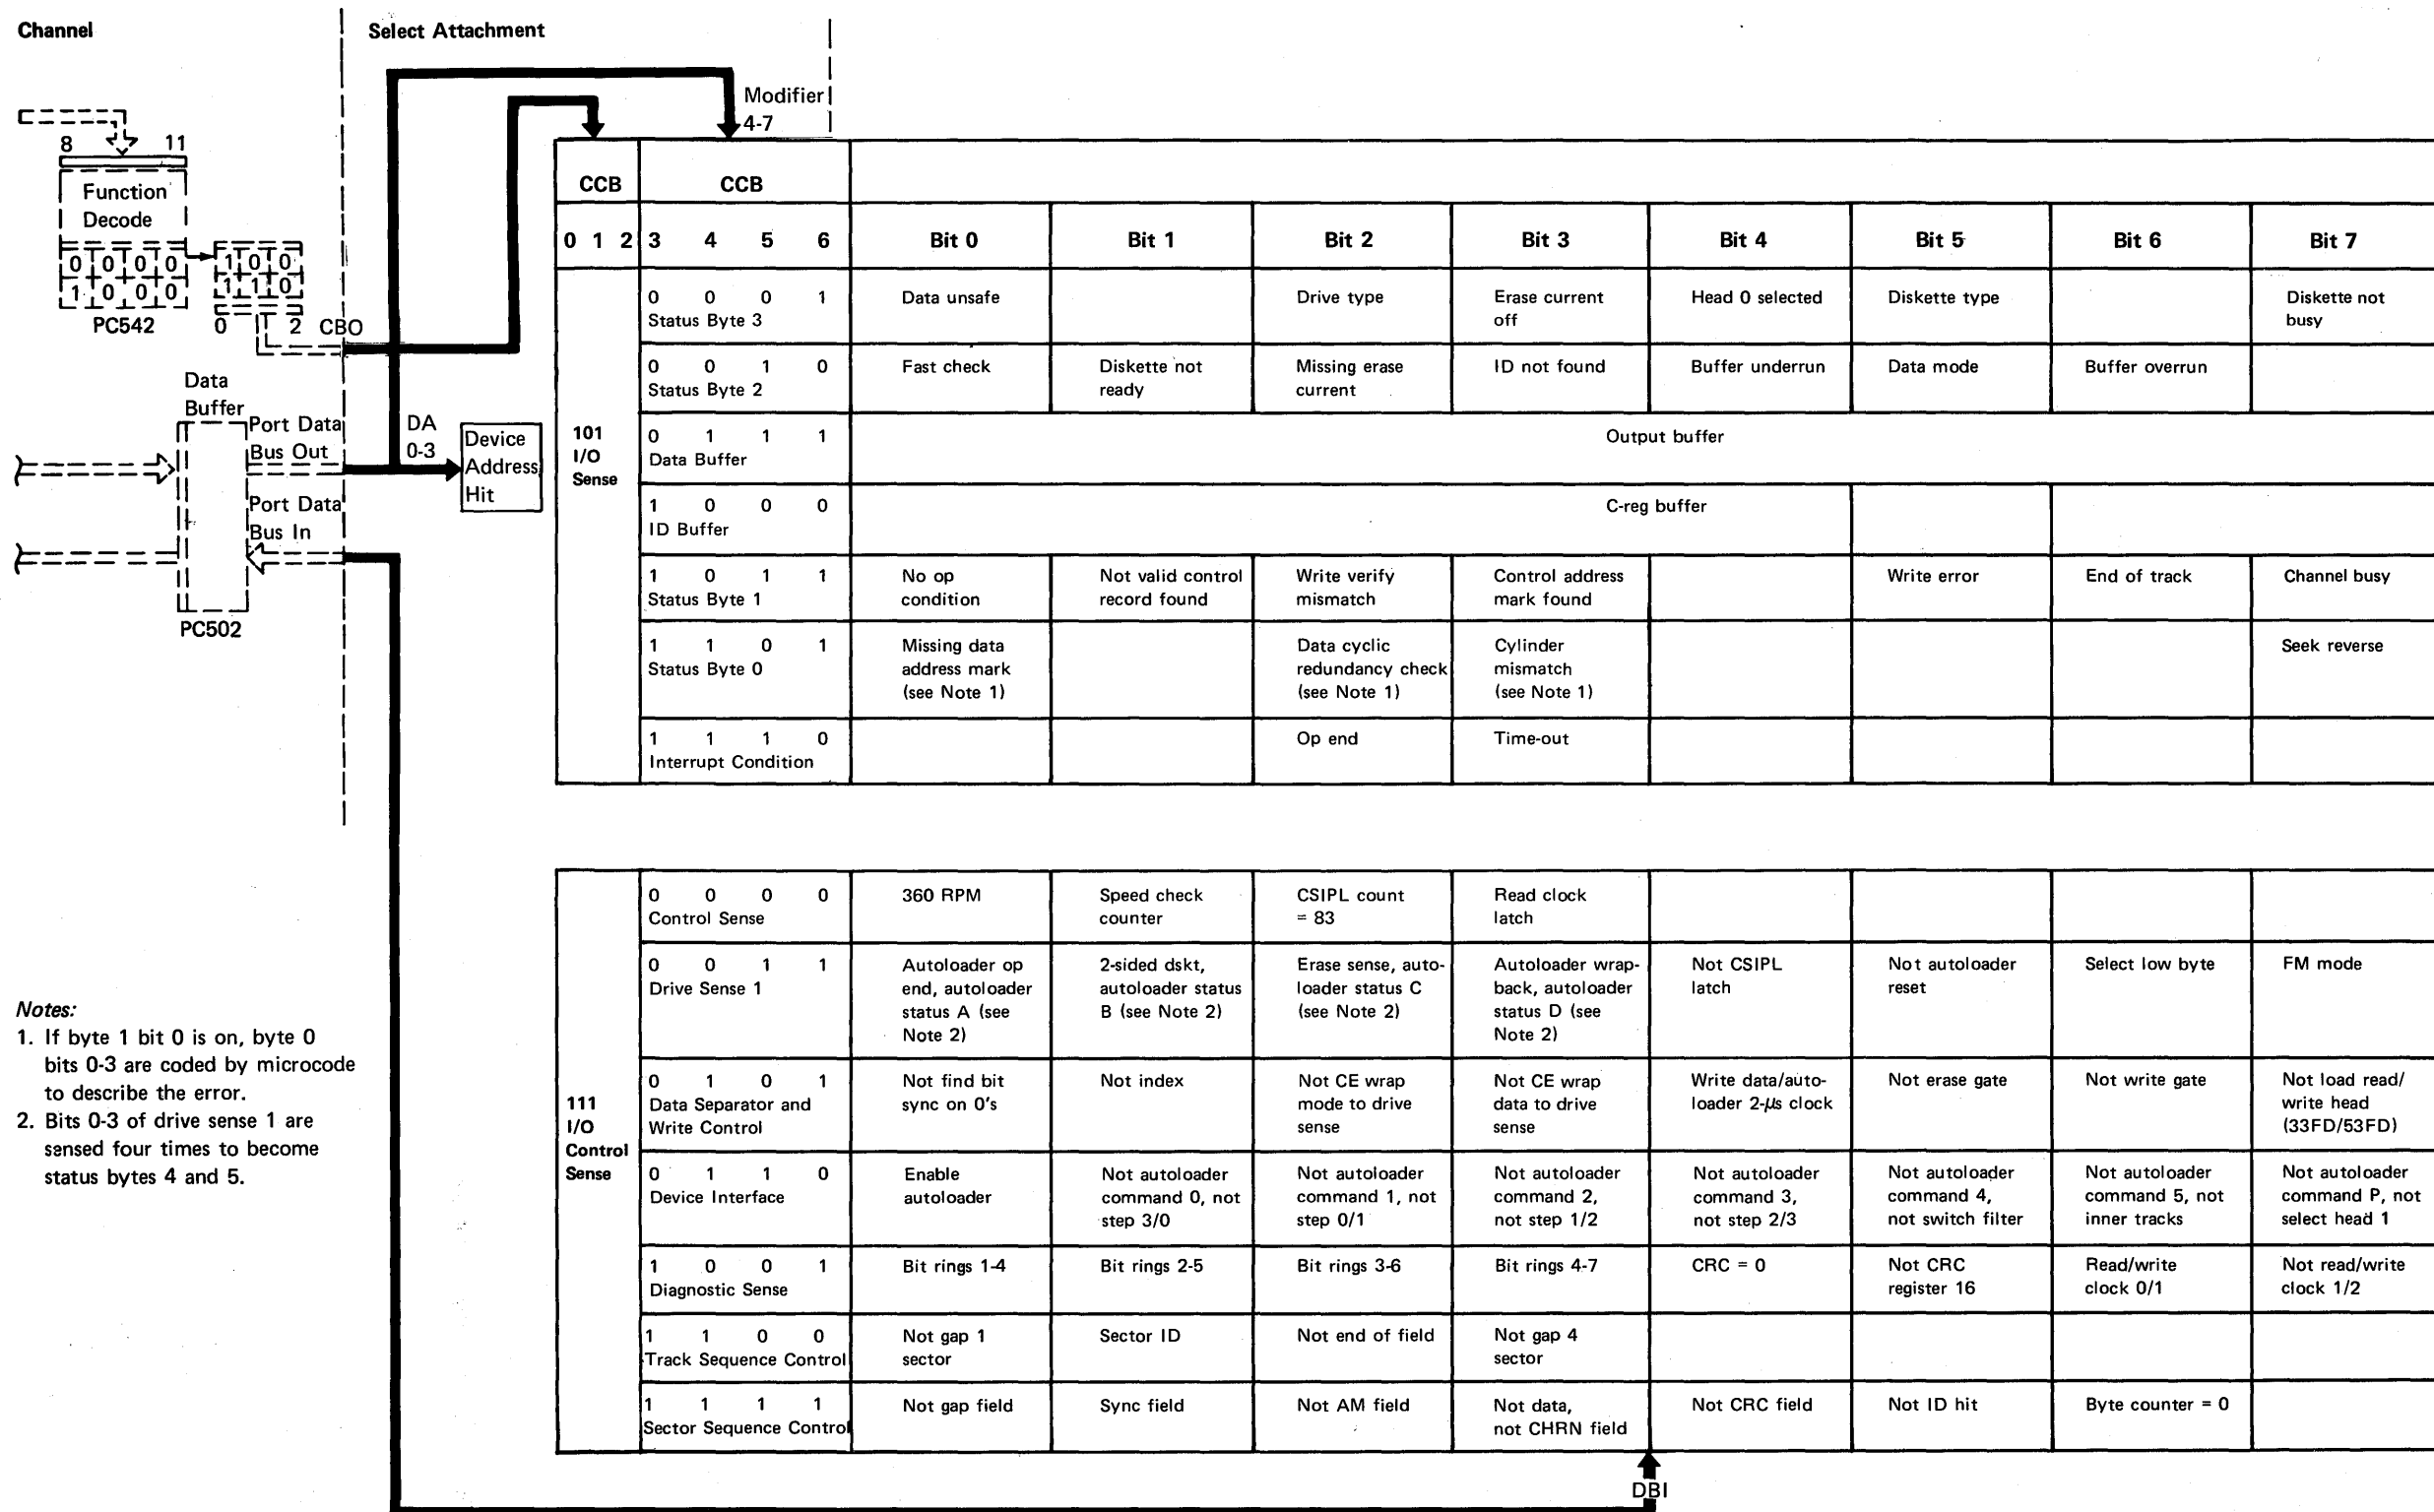 Channel
Select Attachment
Modifier
4-7
8 11
Function
Decode
0 0 0 0
1 0 0 0
PC542
1 0 0
1 1 0
0 2 CBO
Data
Buffer
Port Data
Bus Out
Port Data
Bus In
PC502
DA
0-3
Device
Address
Hit
CCB CCB
0 1 2 3 4 5 6 Bit 0 Bit 1 Bit 2 Bit 3 Bit 4 Bit 5 Bit 6 Bit 7
101
I/O
Sense
0 0 0 1
Status Byte 3
Data unsafe
Drive type
Erase current
off
Head 0 selected
Diskette type
Diskette not
busy
0 0 1 0
Status Byte 2
Fast check
Diskette not
ready
Missing erase
current
ID not found
Buffer underrun
Data mode
Buffer overrun
0 1 1 1
Data Buffer
Output buffer
1 0 0 0
ID Buffer
C-reg buffer
1 0 1 1
Status Byte 1
No op
condition
Not valid control
record found
Write verify
mismatch
Control address
mark found
Write error
End of track
Channel busy
1 1 0 1
Status Byte 0
Missing data
address mark
(see Note 1)
Data cyclic
redundancy check
(see Note 1)
Cylinder
mismatch
(see Note 1)
Seek reverse
1 1 1 0
Interrupt Condition
Op end
Time-out
111
I/O
Control
Sense
0 0 0 0
Control Sense
360 RPM
Speed check
counter
CSIPL count
= 83
Read clock
latch
0 0 1 1
Drive Sense 1
Autoloader op
end, autoloader
status A (see
Note 2)
2-sided dskt,
autoloader status
B (see Note 2)
Erase sense, auto-
loader status C
(see Note 2)
Autoloader wrap-
back, autoloader
status D (see
Note 2)
Not CSIPL
latch
Not autoloader
reset
Select low byte
FM mode
0 1 0 1
Data Separator and
Write Control
Not find bit
sync on 0's
Not index
Not CE wrap
mode to drive
sense
Not CE wrap
data to drive
sense
Write data/auto-
loader 2-μs clock
Not erase gate
Not write gate
Not load read/
write head
(33FD/53FD)
0 1 1 0
Device Interface
Enable
autoloader
Not autoloader
command 0, not
step 3/0
Not autoloader
command 1, not
step 0/1
Not autoloader
command 2,
not step 1/2
Not autoloader
command 3,
not step 2/3
Not autoloader
command 4,
not switch filter
Not autoloader
command 5, not
inner tracks
Not autoloader
command P, not
select head 1
1 0 0 1
Diagnostic Sense
Bit rings 1-4
Bit rings 2-5
Bit rings 3-6
Bit rings 4-7
CRC = 0
Not CRC
register 16
Read/write
clock 0/1
Not read/write
clock 1/2
1 1 0 0
Track Sequence Control
Not gap 1
sector
Sector ID
Not end of field
Not gap 4
sector
1 1 1 1
Sector Sequence Control
Not gap field
Sync field
Not AM field
Not data,
not CHRN field
Not CRC field
Not ID hit
Byte counter = 0
DBI
Notes:
1. If byte 1 bit 0 is on, byte 0
bits 0-3 are coded by microcode
to describe the error.
2. Bits 0-3 of drive sense 1 are
sensed four times to become
status bytes 4 and 5.